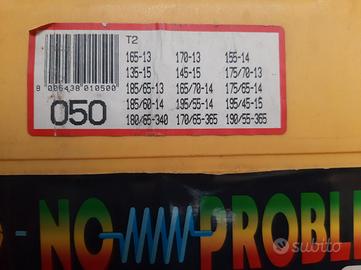 T2
165-13 170-13 155-14
135-15 145-15 175/70-13
185/65-13 165/70-14 175/65-14
185/60-14 195/55-14 195/45-15
180/65-340 170/65-365 190/55-365
8 006438 010500
050
- NO PROBLE
subito